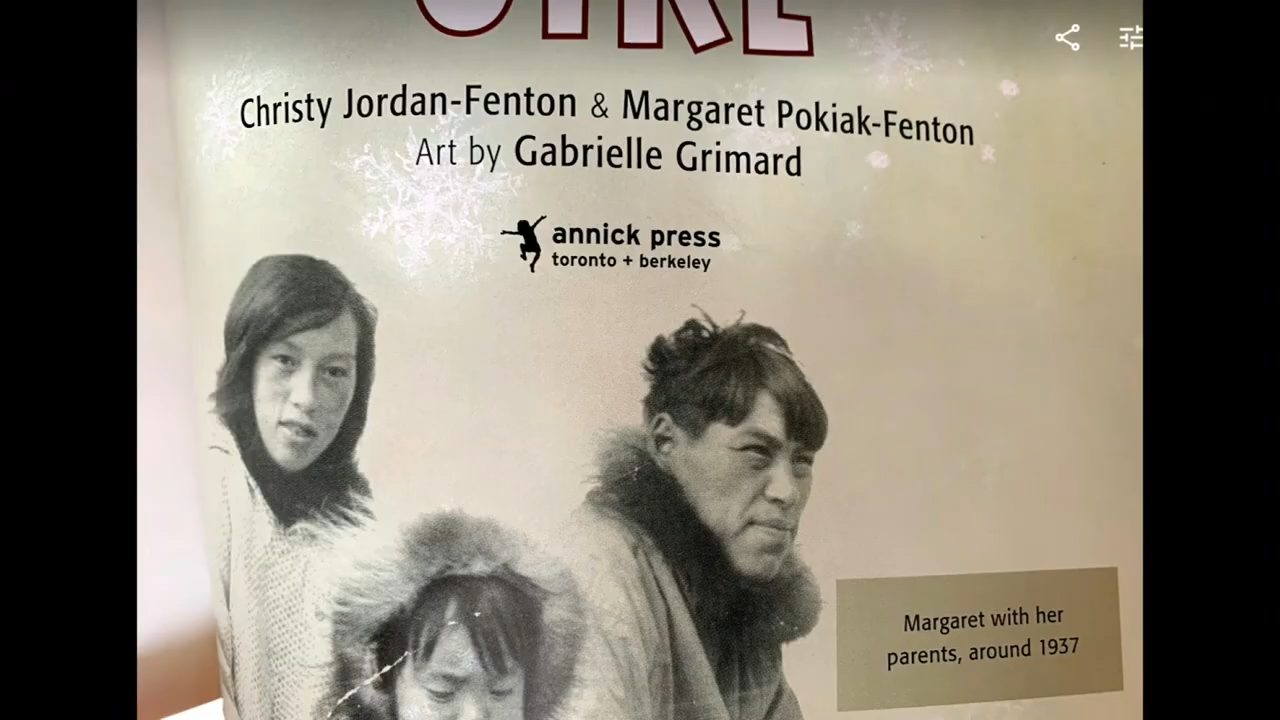 Christy Jordan-Fenton & Margaret Pokiak-Fenton
Art by Gabrielle Grimard
annick press
toronto + berkeley
Margaret with her
parents, around 1937